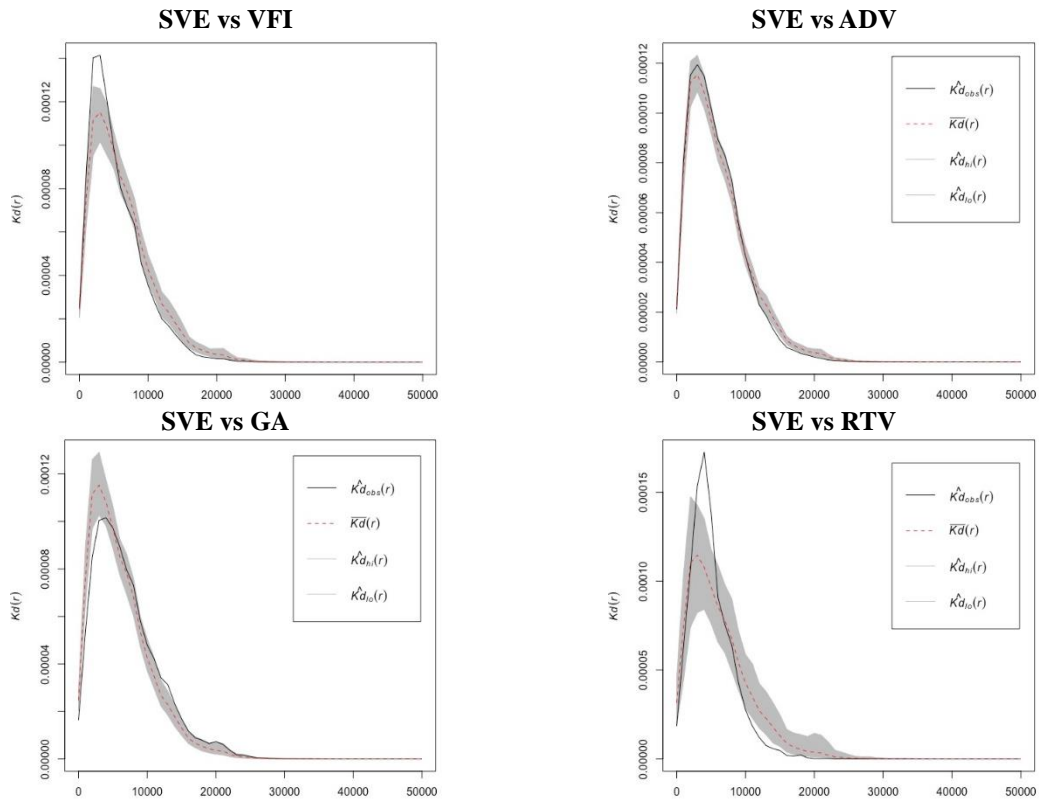 SVE vs VFI
Kd(r)
0.00012
0.00008
0.00004
0.00000
0 10000 20000 30000 40000 50000
SVE vs ADV
Kd(r)
0.00012
0.00010
0.00008
0.00006
0.00004
0.00002
0.00000
K̂d_obs(r)
K̅d̅(r)
K̂d_hi(r)
K̂d_lo(r)
0 10000 20000 30000 40000 50000
SVE vs GA
Kd(r)
0.00012
0.00008
0.00004
0.00000
K̂d_obs(r)
K̅d̅(r)
K̂d_hi(r)
K̂d_lo(r)
0 10000 20000 30000 40000 50000
SVE vs RTV
Kd(r)
0.00015
0.00010
0.00005
0.00000
K̂d_obs(r)
K̅d̅(r)
K̂d_hi(r)
K̂d_lo(r)
0 10000 20000 30000 40000 50000